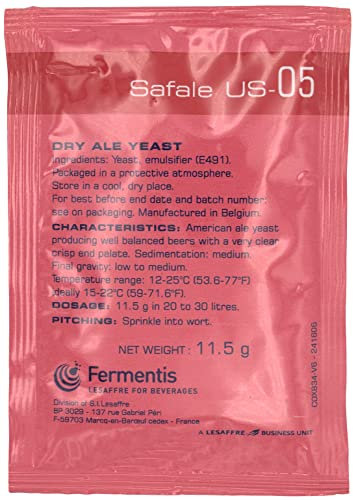 Safale US-05
DRY ALE YEAST
Ingredients: Yeast, emulsifier (E491).
Packaged in a protective atmosphere.
Store in a cool, dry place.
For best before end date and batch number:
see on packaging. Manufactured in Belgium.
CHARACTERISTICS: American ale yeast
producing well balanced beers with a very clear
crisp end palate. Sedimentation: medium.
Final gravity: low to medium.
Temperature range: 12-25°C (53.6-77°F)
ideally 15-22°C (59-71.6°F).
DOSAGE: 11.5 g in 20 to 30 litres.
PITCHING: Sprinkle into wort.
NET WEIGHT: 11.5 g
Fermentis
LESAFFRE FOR BEVERAGES
Division of S.I.Lesaffre
BP 3029 - 137 rue Gabriel Péri
F-59703 Marcq-en-Barœul cedex - France
A LESAFFRE BUSINESS UNIT
COX834-V6 - 241606